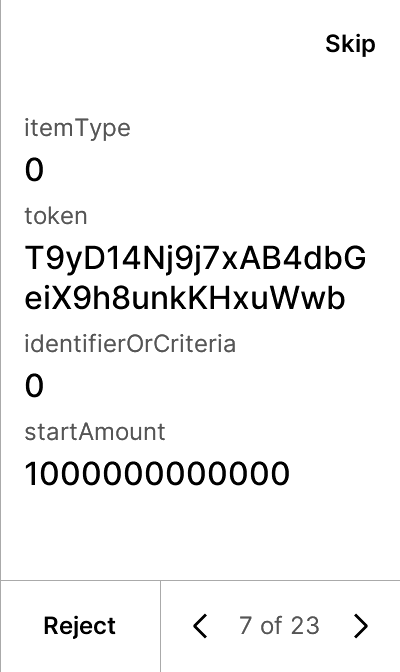 Skip
itemType
0
token
T9yD14Nj9j7xAB4dbG
eiX9h8unkKHxuWwb
identifierOrCriteria
0
startAmount
1000000000000
Reject
7 of 23